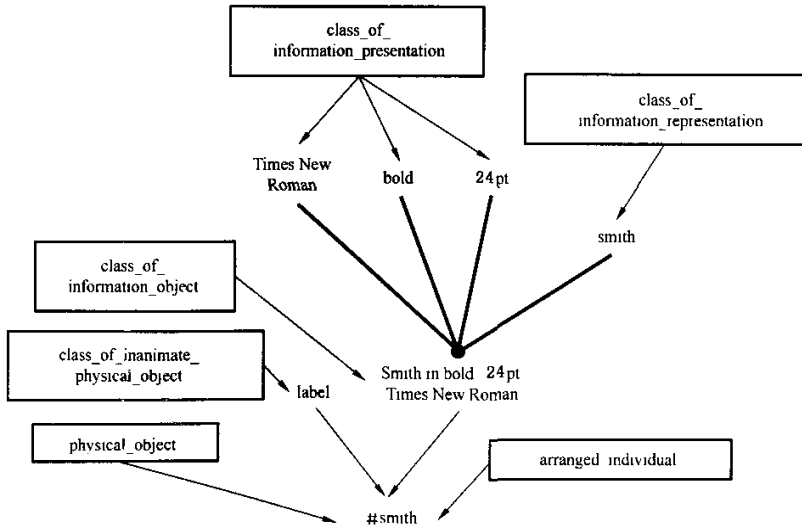 class_of_
information_presentation
class_of_
information_representation
Times New
Roman
bold
24pt
smith
class_of_
information_object
class_of_inanimate_
physical_object
label
Smith in bold 24pt
Times New Roman
physical_object
arranged individual
#smith